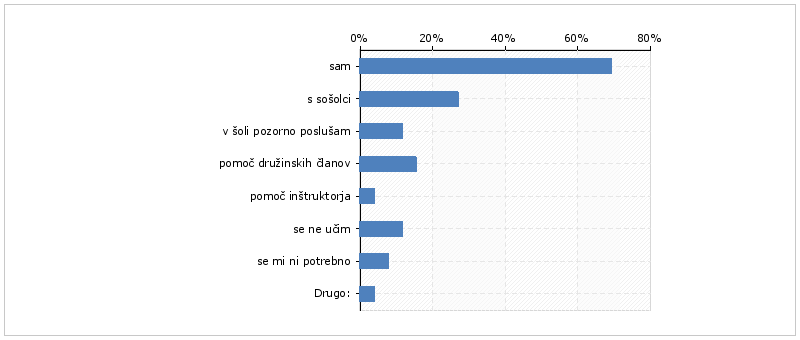 0% 20% 40% 60% 80%
sam
s sošolci
v šoli pozorno poslušam
pomoč družinskih članov
pomoč inštruktorja
se ne učim
se mi ni potrebno
Drugo: